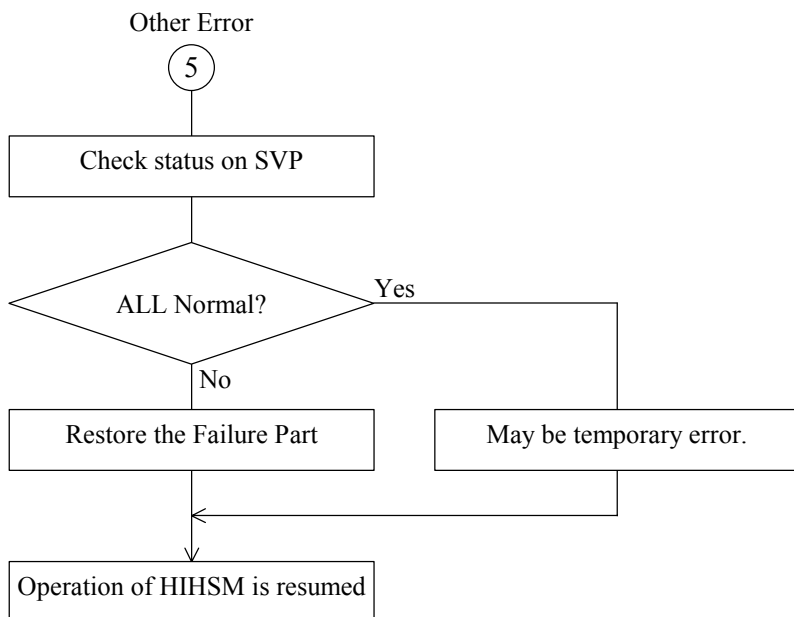 Other Error
5
Check status on SVP
ALL Normal?
Yes
No
Restore the Failure Part
May be temporary error.
Operation of HIHSM is resumed